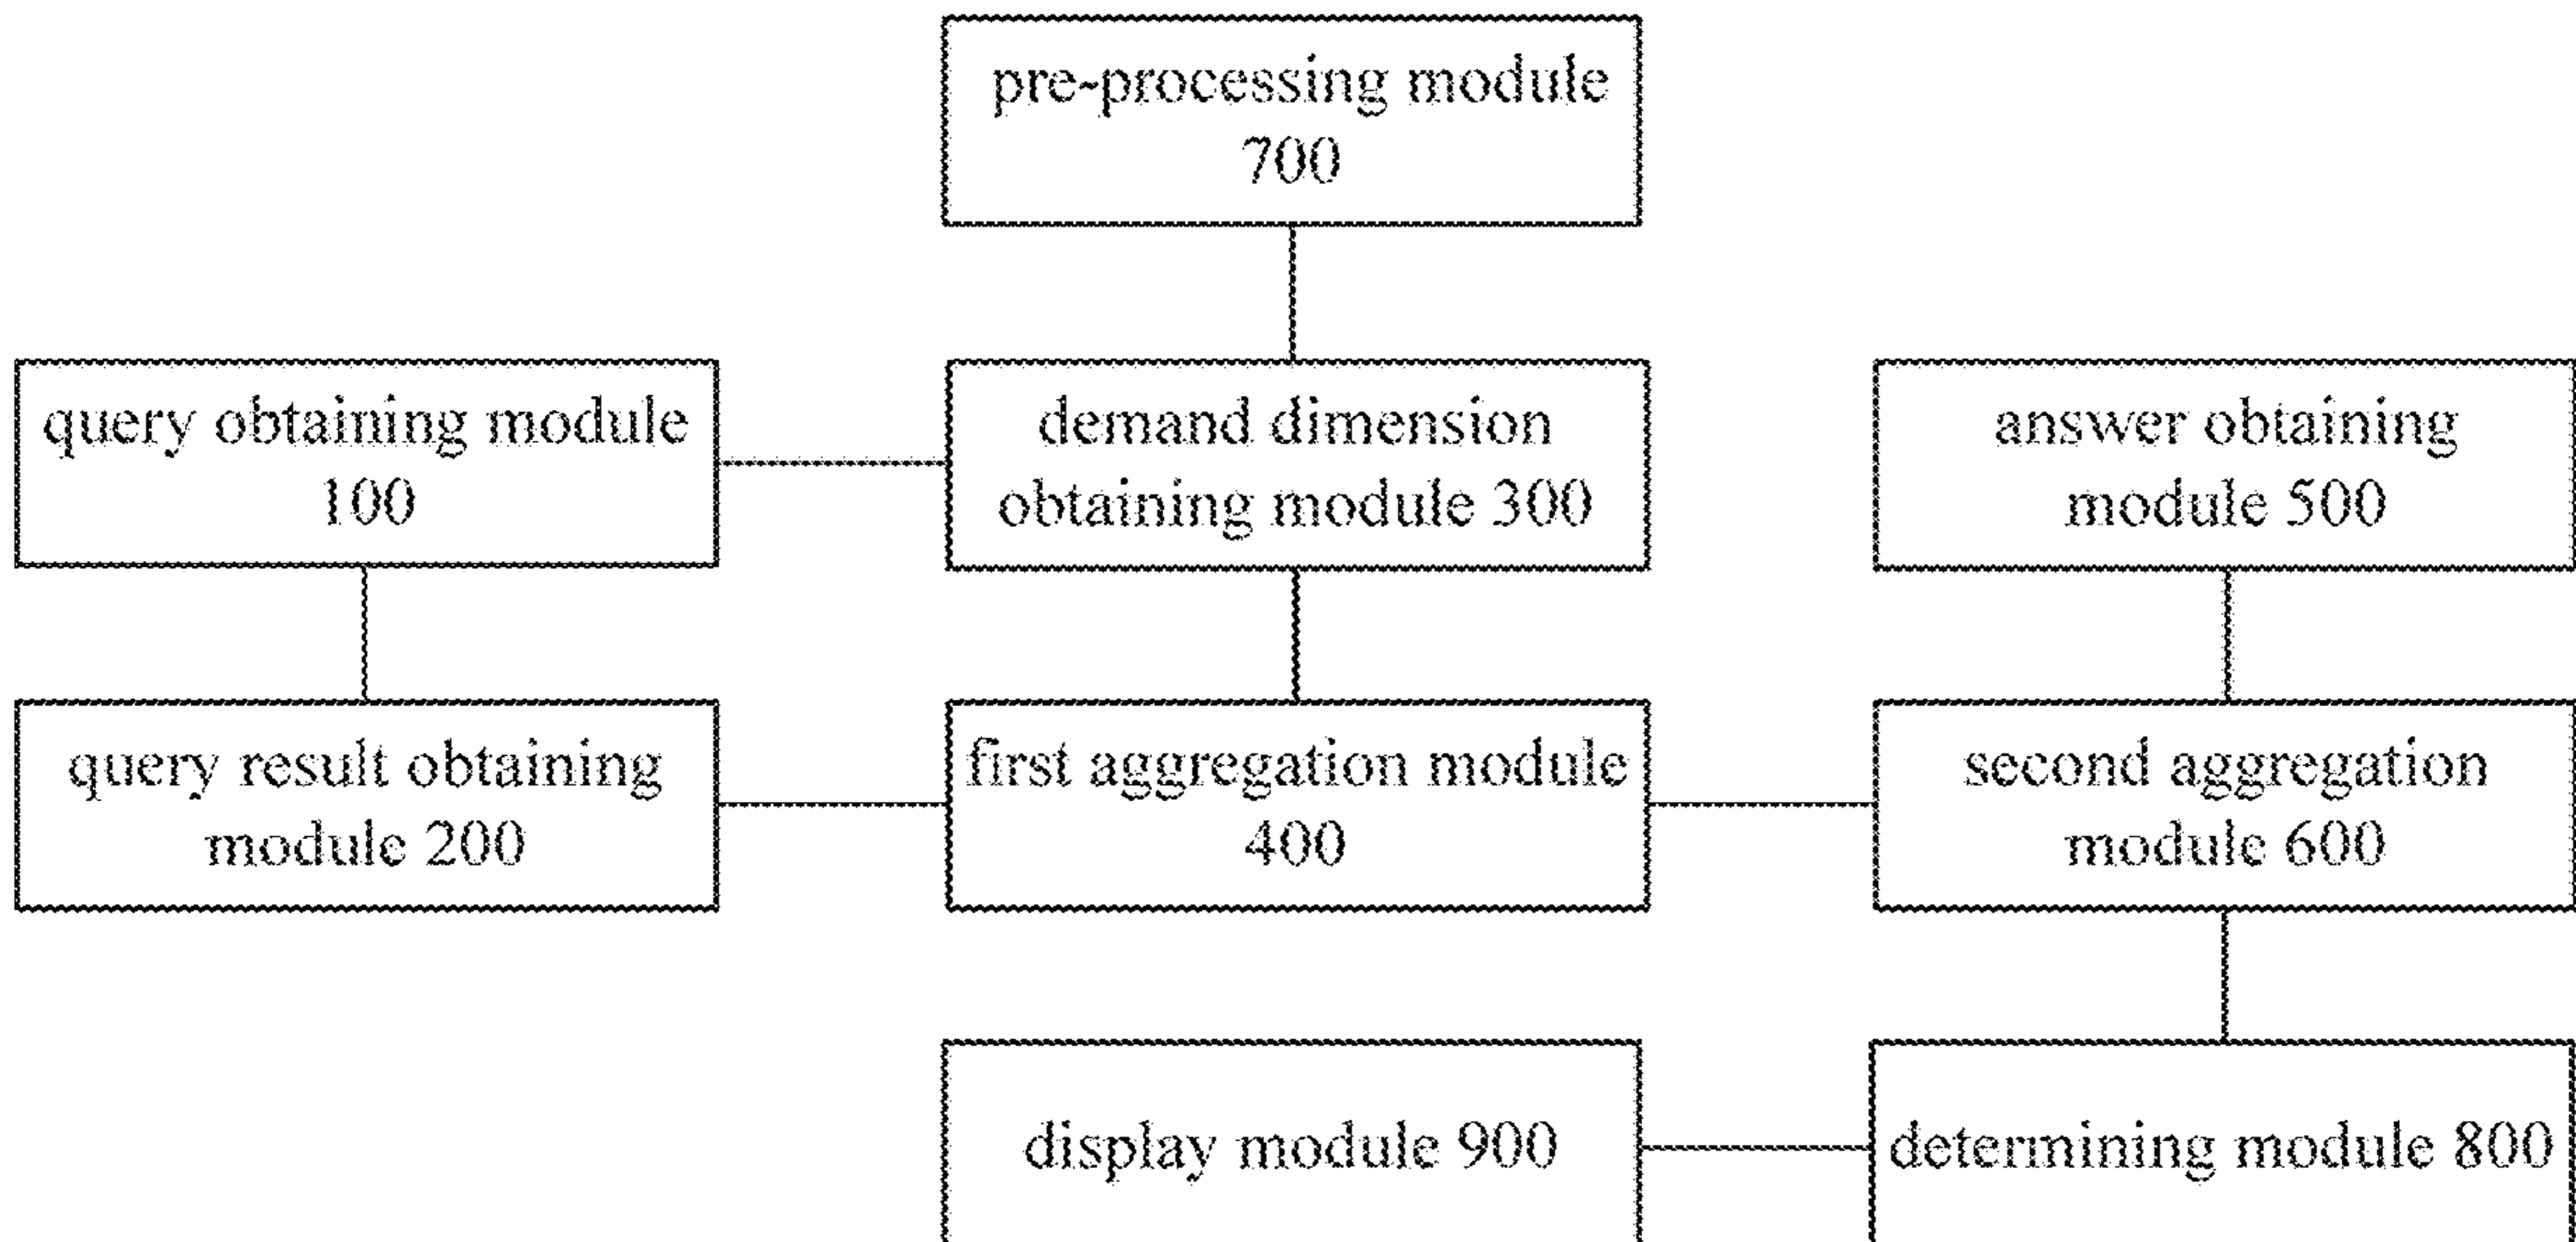 pre-processing module
700
query obtaining module
100
demand dimension
obtaining module 300
answer obtaining
module 500
query result obtaining
module 200
first aggregation module
400
second aggregation
module 600
display module 900
determining module 800